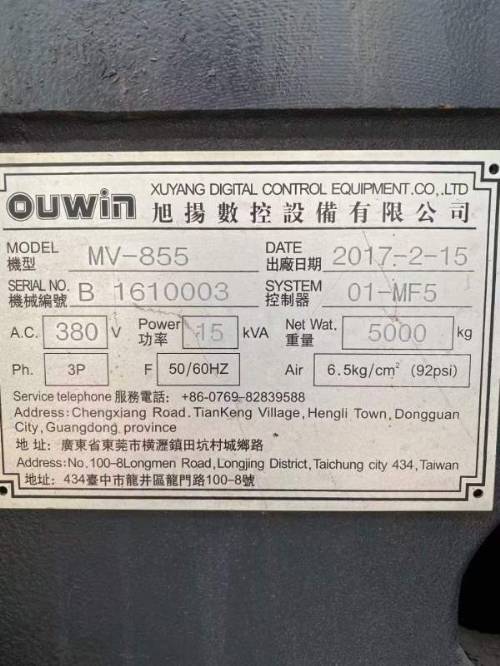 OUWIN XUYANG DIGITAL CONTROL EQUIPMENT.CO.,LTD
旭揚數控設備有限公司
MODEL MV-855 DATE 2017-2-15
機型 出廠日期
SERIAL NO. B 1610003 SYSTEM 01-MF5
機械編號 控制器
A.C. 380 V Power 15 kVA Net Wat. 5000 kg
功率 重量
Ph. 3P F 50/60HZ Air 6.5kg/cm² (92psi)
Service telephone 服務電話: +86-0769-82839588
Address:Chengxiang Road.TianKeng Village,Hengli Town,Dongguan
City,Guangdong.province
地 址: 廣東省東莞市橫瀝鎮田坑村城鄉路
Address:No,100-8Longmen Road,Longjing District,Taichung city 434,Taiwan
地址: 434臺中市龍井區龍門路100-8號